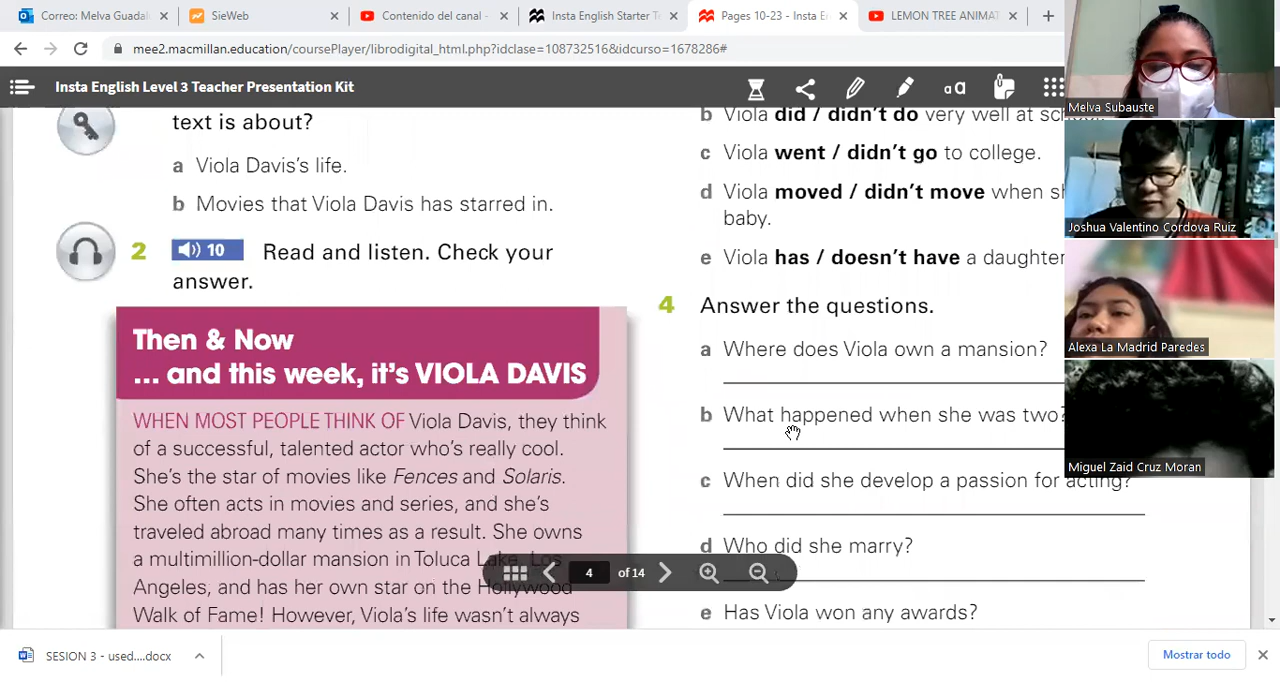 Correo: Melva Guadal
SieWeb
Contenido del canal -
Insta English Starter Te
Pages 10-23 - Insta En
LEMON TREE ANIMAT
mee2.macmillan.education/coursePlayer/librodigital_html.php?idclase=108732516&idcurso=1678286#
Insta English Level 3 Teacher Presentation Kit
aa
text is about?
a Viola Davis's life.
b Movies that Viola Davis has starred in.
2 10 Read and listen. Check your
answer.
Then & Now
... and this week, it's VIOLA DAVIS
WHEN MOST PEOPLE THINK OF Viola Davis, they think
of a successful, talented actor who's really cool.
She's the star of movies like Fences and Solaris.
She often acts in movies and series, and she's
traveled abroad many times as a result. She owns
a multimillion-dollar mansion in Toluca Lake, Los
Angeles, and has her own star on the Hollywood
Walk of Fame! However, Viola's life wasn't always
b Viola did / didn't do very well at school.
c Viola went / didn't go to college.
d Viola moved / didn't move when sh
baby.
e Viola has / doesn't have a daughter
4 Answer the questions.
a Where does Viola own a mansion?
b What happened when she was two?
c When did she develop a passion for acting?
d Who did she marry?
e Has Viola won any awards?
4 of 14
Melva Subauste
Joshua Valentino Cordova Ruiz
Alexa La Madrid Paredes
Miguel Zaid Cruz Moran
SESION 3 - used....docx
Mostrar todo